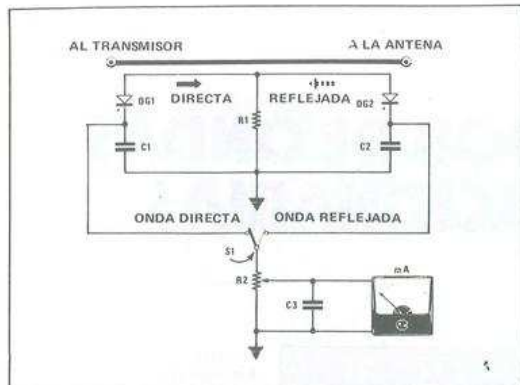 AL TRANSMISOR A LA ANTENA
DG1 DIRECTA REFLEJADA DG2
R1
C1 C2
ONDA DIRECTA ONDA REFLEJADA
S1
mA
R2
C3